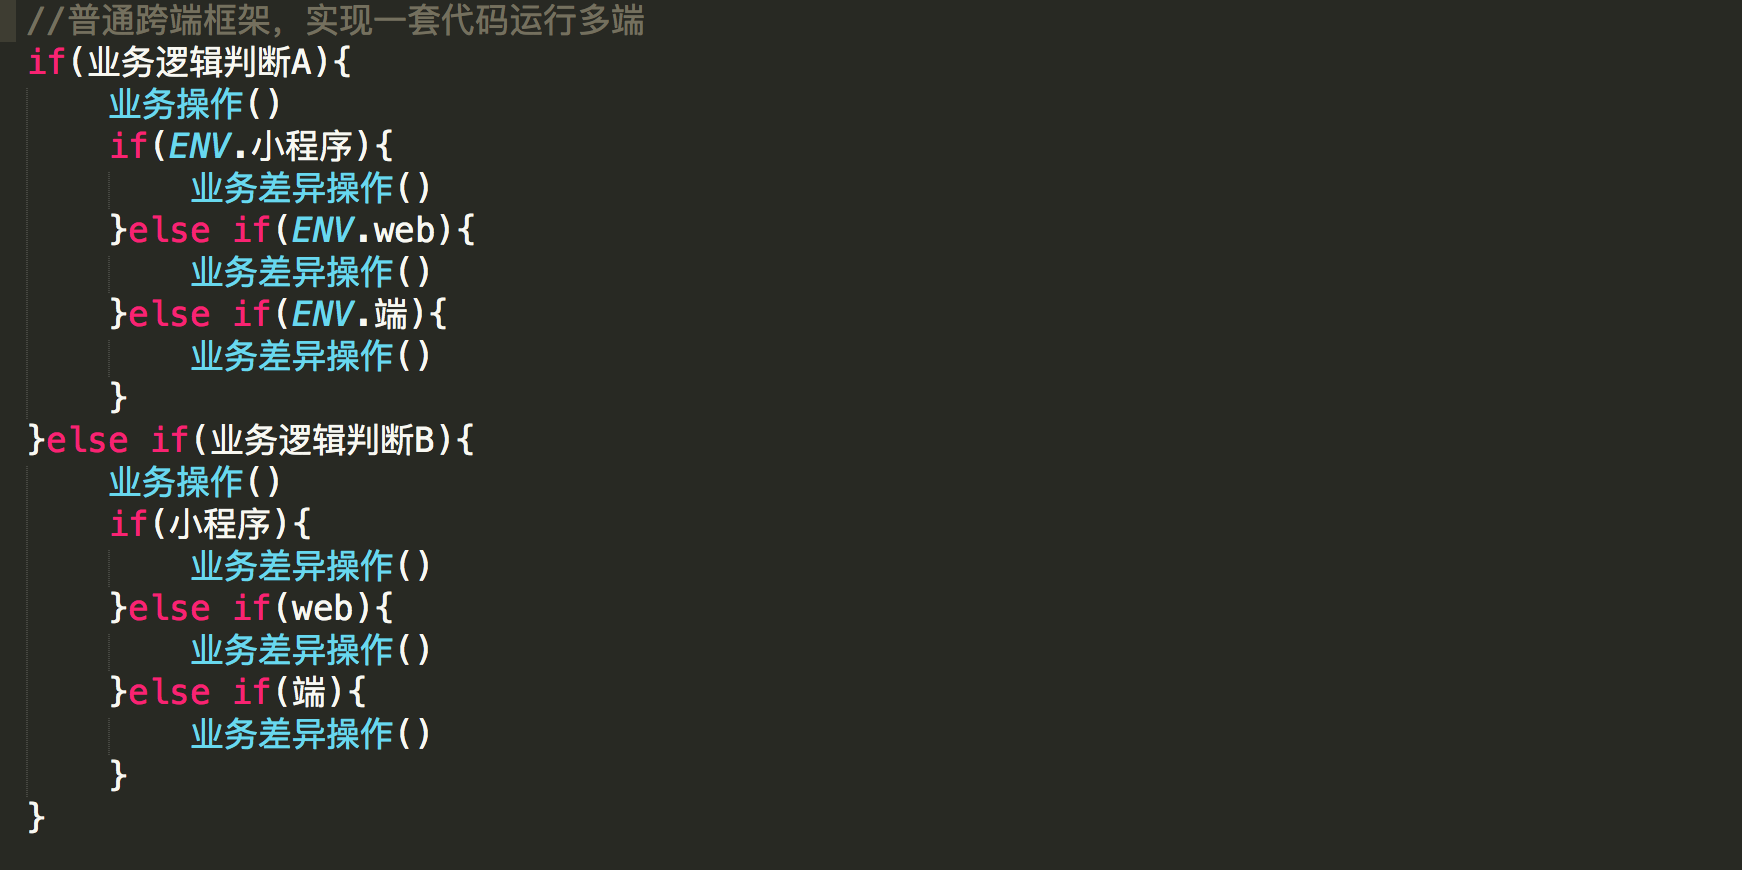 //普通跨端框架，实现一套代码运行多端
if(业务逻辑判断A){
    业务操作()
    if(ENV.小程序){
        业务差异操作()
    }else if(ENV.web){
        业务差异操作()
    }else if(ENV.端){
        业务差异操作()
    }
}else if(业务逻辑判断B){
    业务操作()
    if(小程序){
        业务差异操作()
    }else if(web){
        业务差异操作()
    }else if(端){
        业务差异操作()
    }
}